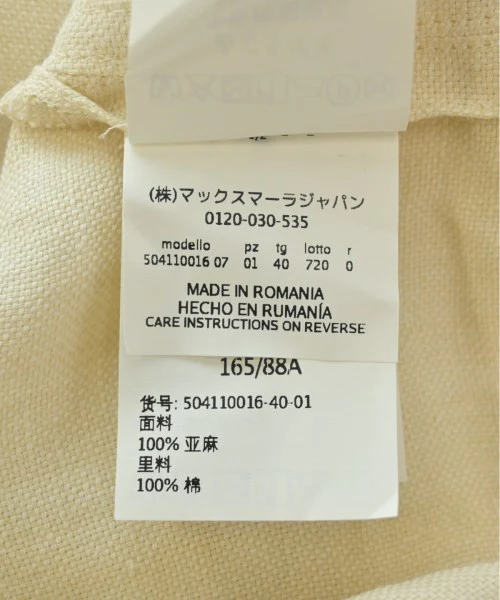 (株)マックスマーラジャパン
0120-030-535
modello pz tg lotto r
504110016 07 01 40 720 0
MADE IN ROMANIA
HECHO EN RUMANÍA
CARE INSTRUCTIONS ON REVERSE
165/88A
货号: 504110016-40-01
面料
100% 亚麻
里料
100% 棉